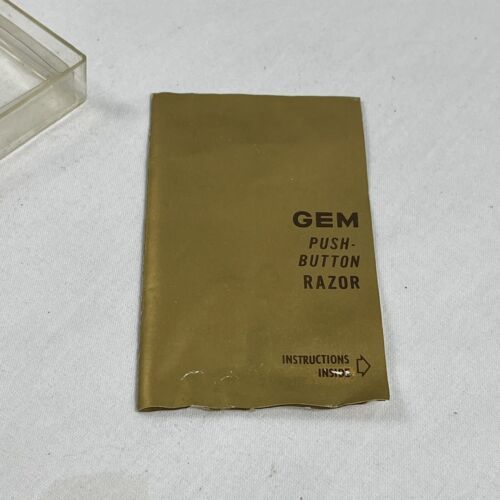 GEM
PUSH-
BUTTON
RAZOR
INSTRUCTIONS
INSIDE